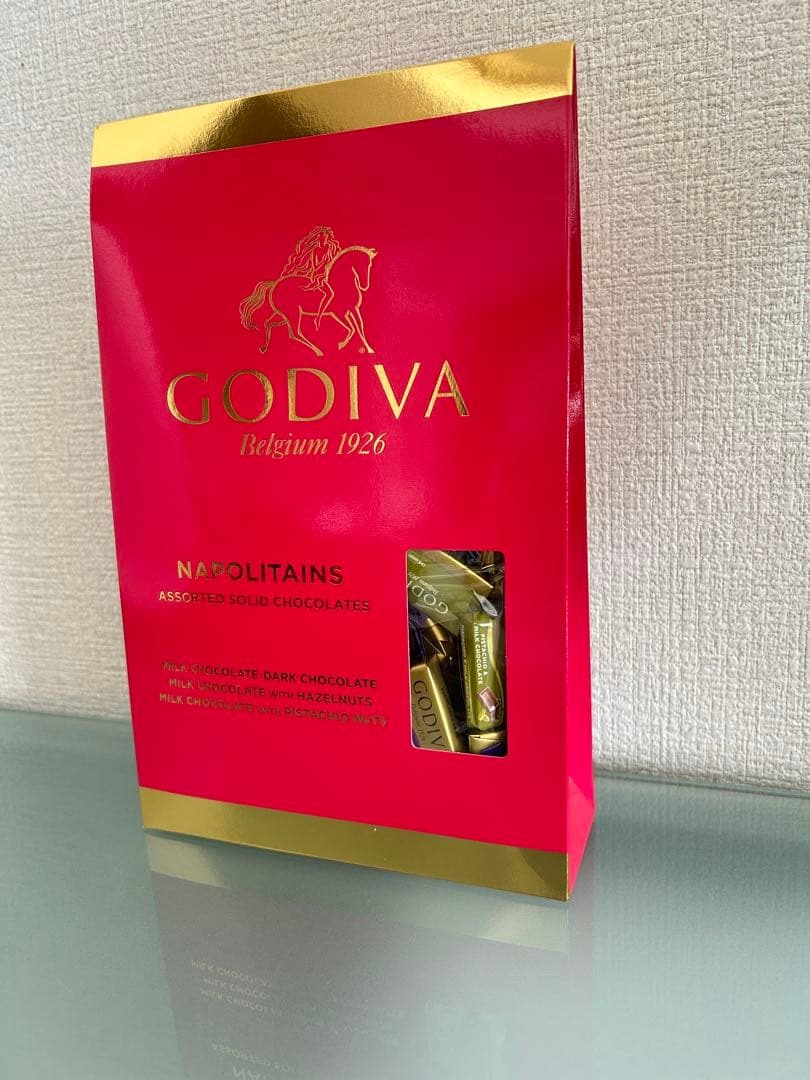 GODIVA
Belgium 1926
NAPOLITAINS
ASSORTED SOLID CHOCOLATES
MILK CHOCOLATE·DARK CHOCOLATE
MILK CHOCOLATE with HAZELNUTS
MILK CHOCOLATE with PISTACHIO NUTS
PISTACHIO &
MILK CHOCOLATE
GODIV